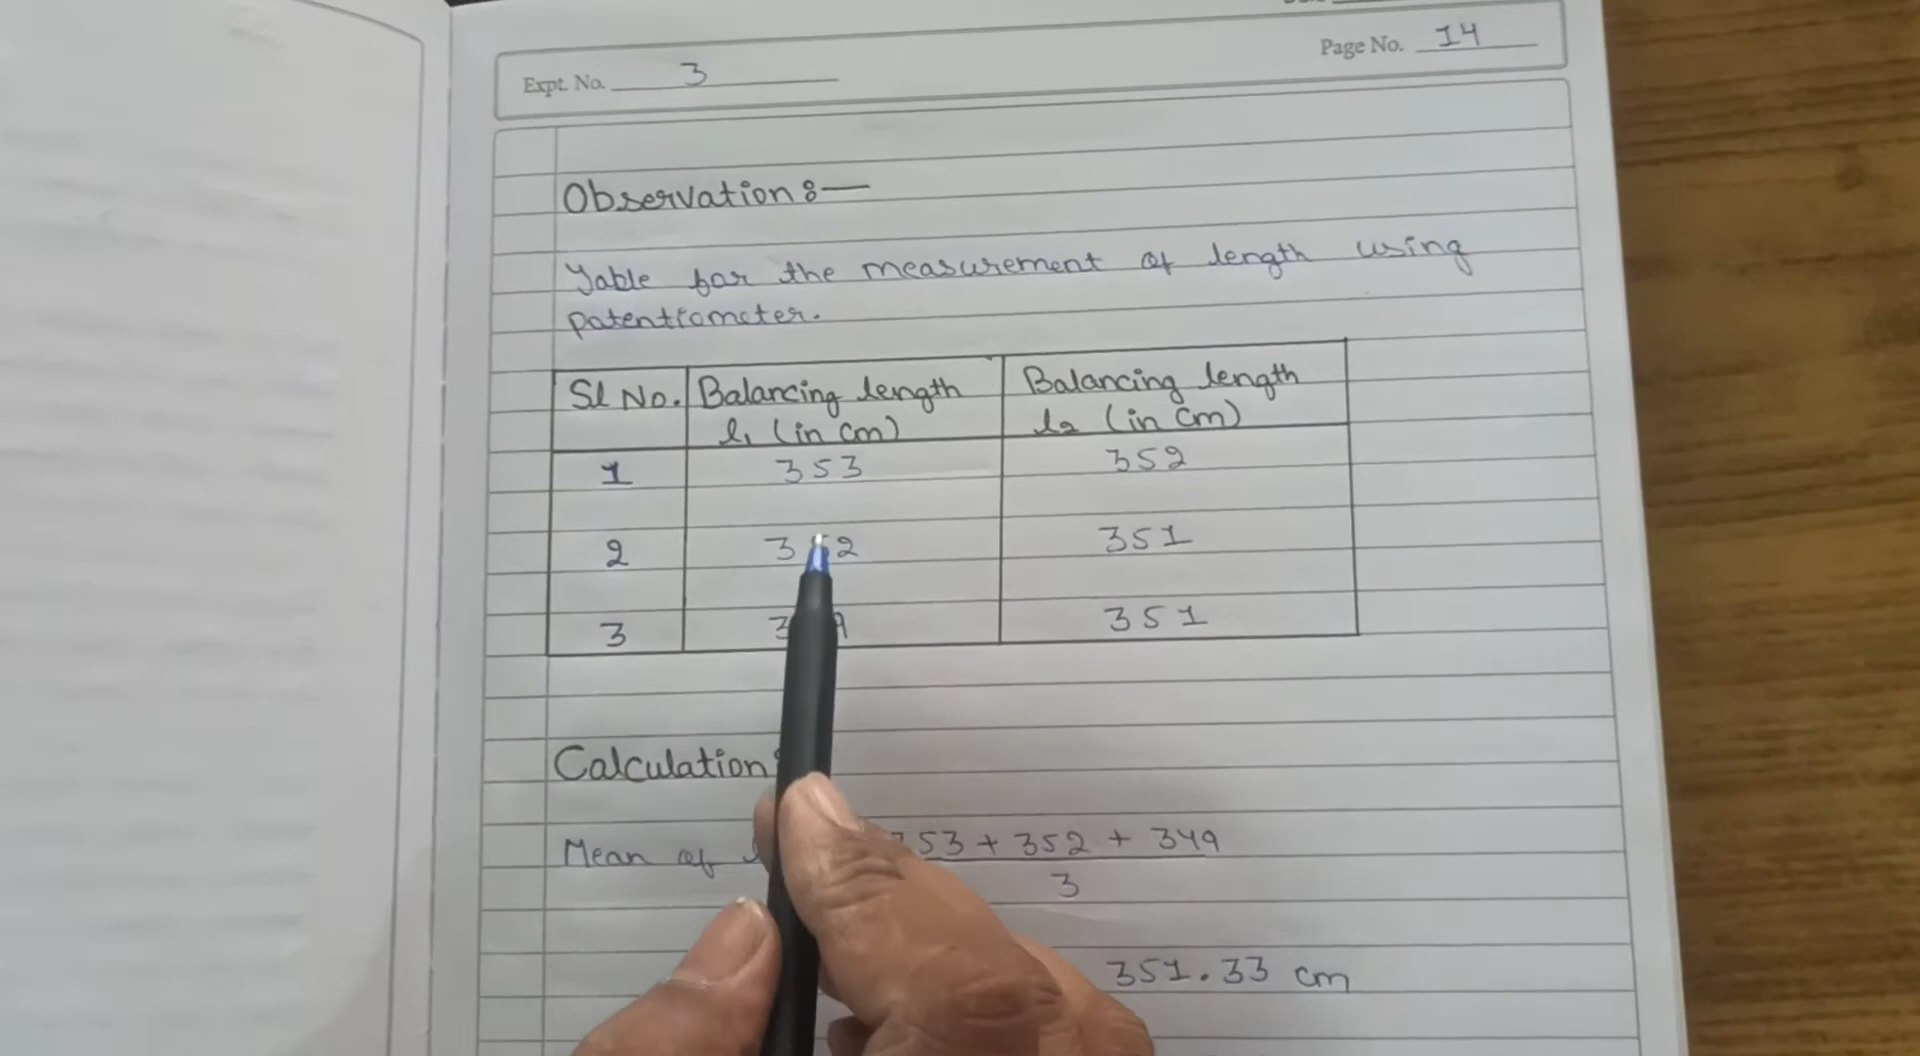 Page No. 14
Expt. No. 3
Observation :—
Table for the measurement of length using
potentiometer.
Sl No. Balancing length l₁ (in cm) Balancing length l₂ (in cm)
1 353 352
2 352 351
3 351
Calculation
Mean of 353 + 352 + 349
3
351.33 cm